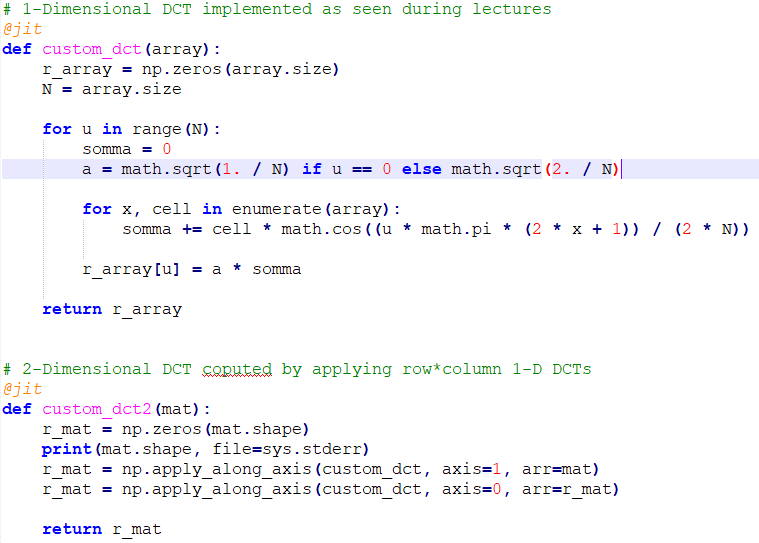 # 1-Dimensional DCT implemented as seen during lectures
@jit
def custom_dct(array):
    r_array = np.zeros(array.size)
    N = array.size

    for u in range(N):
        somma = 0
        a = math.sqrt(1. / N) if u == 0 else math.sqrt(2. / N)

        for x, cell in enumerate(array):
            somma += cell * math.cos((u * math.pi * (2 * x + 1)) / (2 * N))

        r_array[u] = a * somma

    return r_array


# 2-Dimensional DCT coputed by applying row*column 1-D DCTs
@jit
def custom_dct2(mat):
    r_mat = np.zeros(mat.shape)
    print(mat.shape, file=sys.stderr)
    r_mat = np.apply_along_axis(custom_dct, axis=1, arr=mat)
    r_mat = np.apply_along_axis(custom_dct, axis=0, arr=r_mat)

    return r_mat